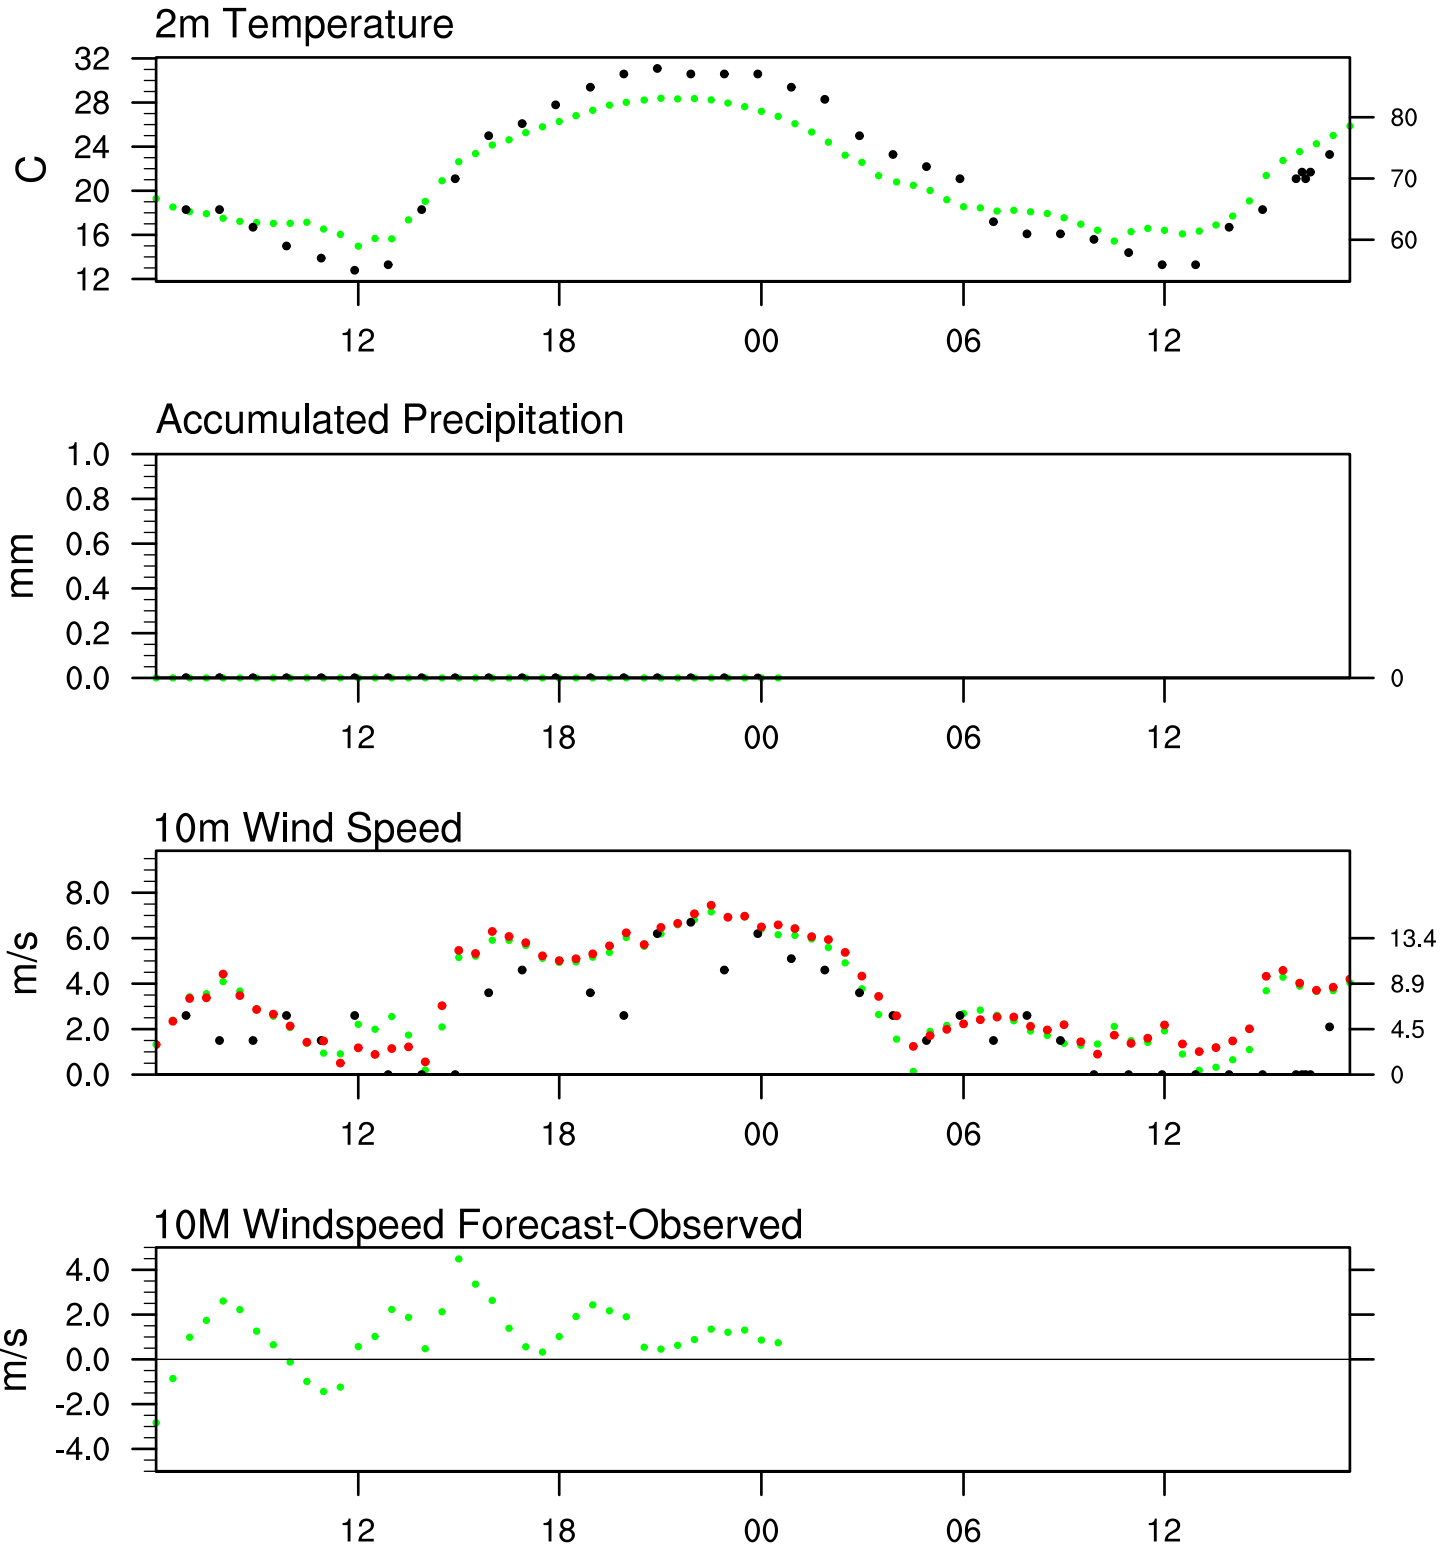 2m Temperature
32
28
24
20
16
12
C
80
70
60
12 18 00 06 12
Accumulated Precipitation
1.0
0.8
0.6
0.4
0.2
0.0
mm
0
12 18 00 06 12
10m Wind Speed
8.0
6.0
4.0
2.0
0.0
m/s
13.4
8.9
4.5
0
12 18 00 06 12
10M Windspeed Forecast-Observed
4.0
2.0
0.0
-2.0
-4.0
m/s
12 18 00 06 12